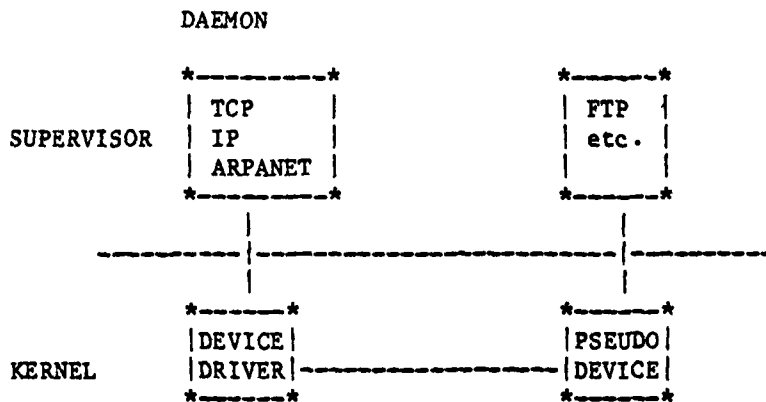 DAEMON
TCP
FTP
SUPERVISOR
IP
etc.
ARPANET
DEVICE
PSEUDO
KERNEL
DRIVER
DEVICE